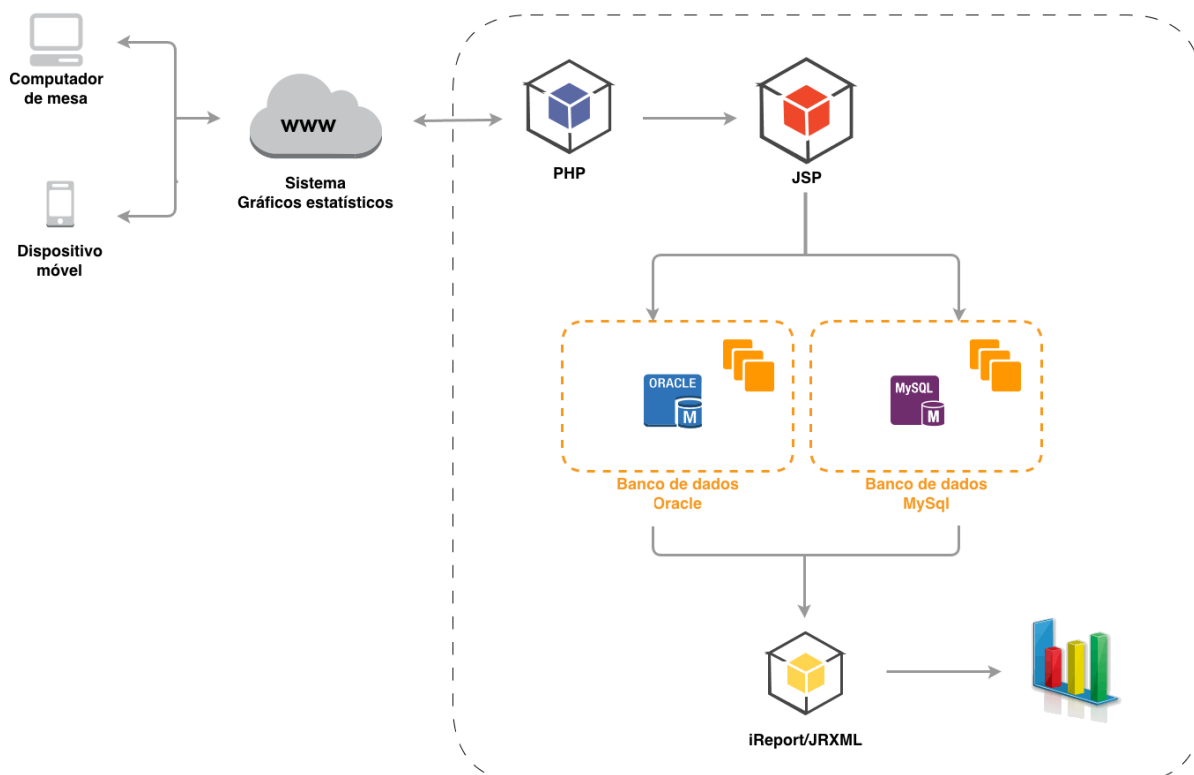 Computador
de mesa
www
Sistema
Gráficos estatísticos
Dispositivo
móvel
PHP
JSP
ORACLE
M
MySQL
M
Banco de dados
Oracle
Banco de dados
MySql
iReport/JRXML